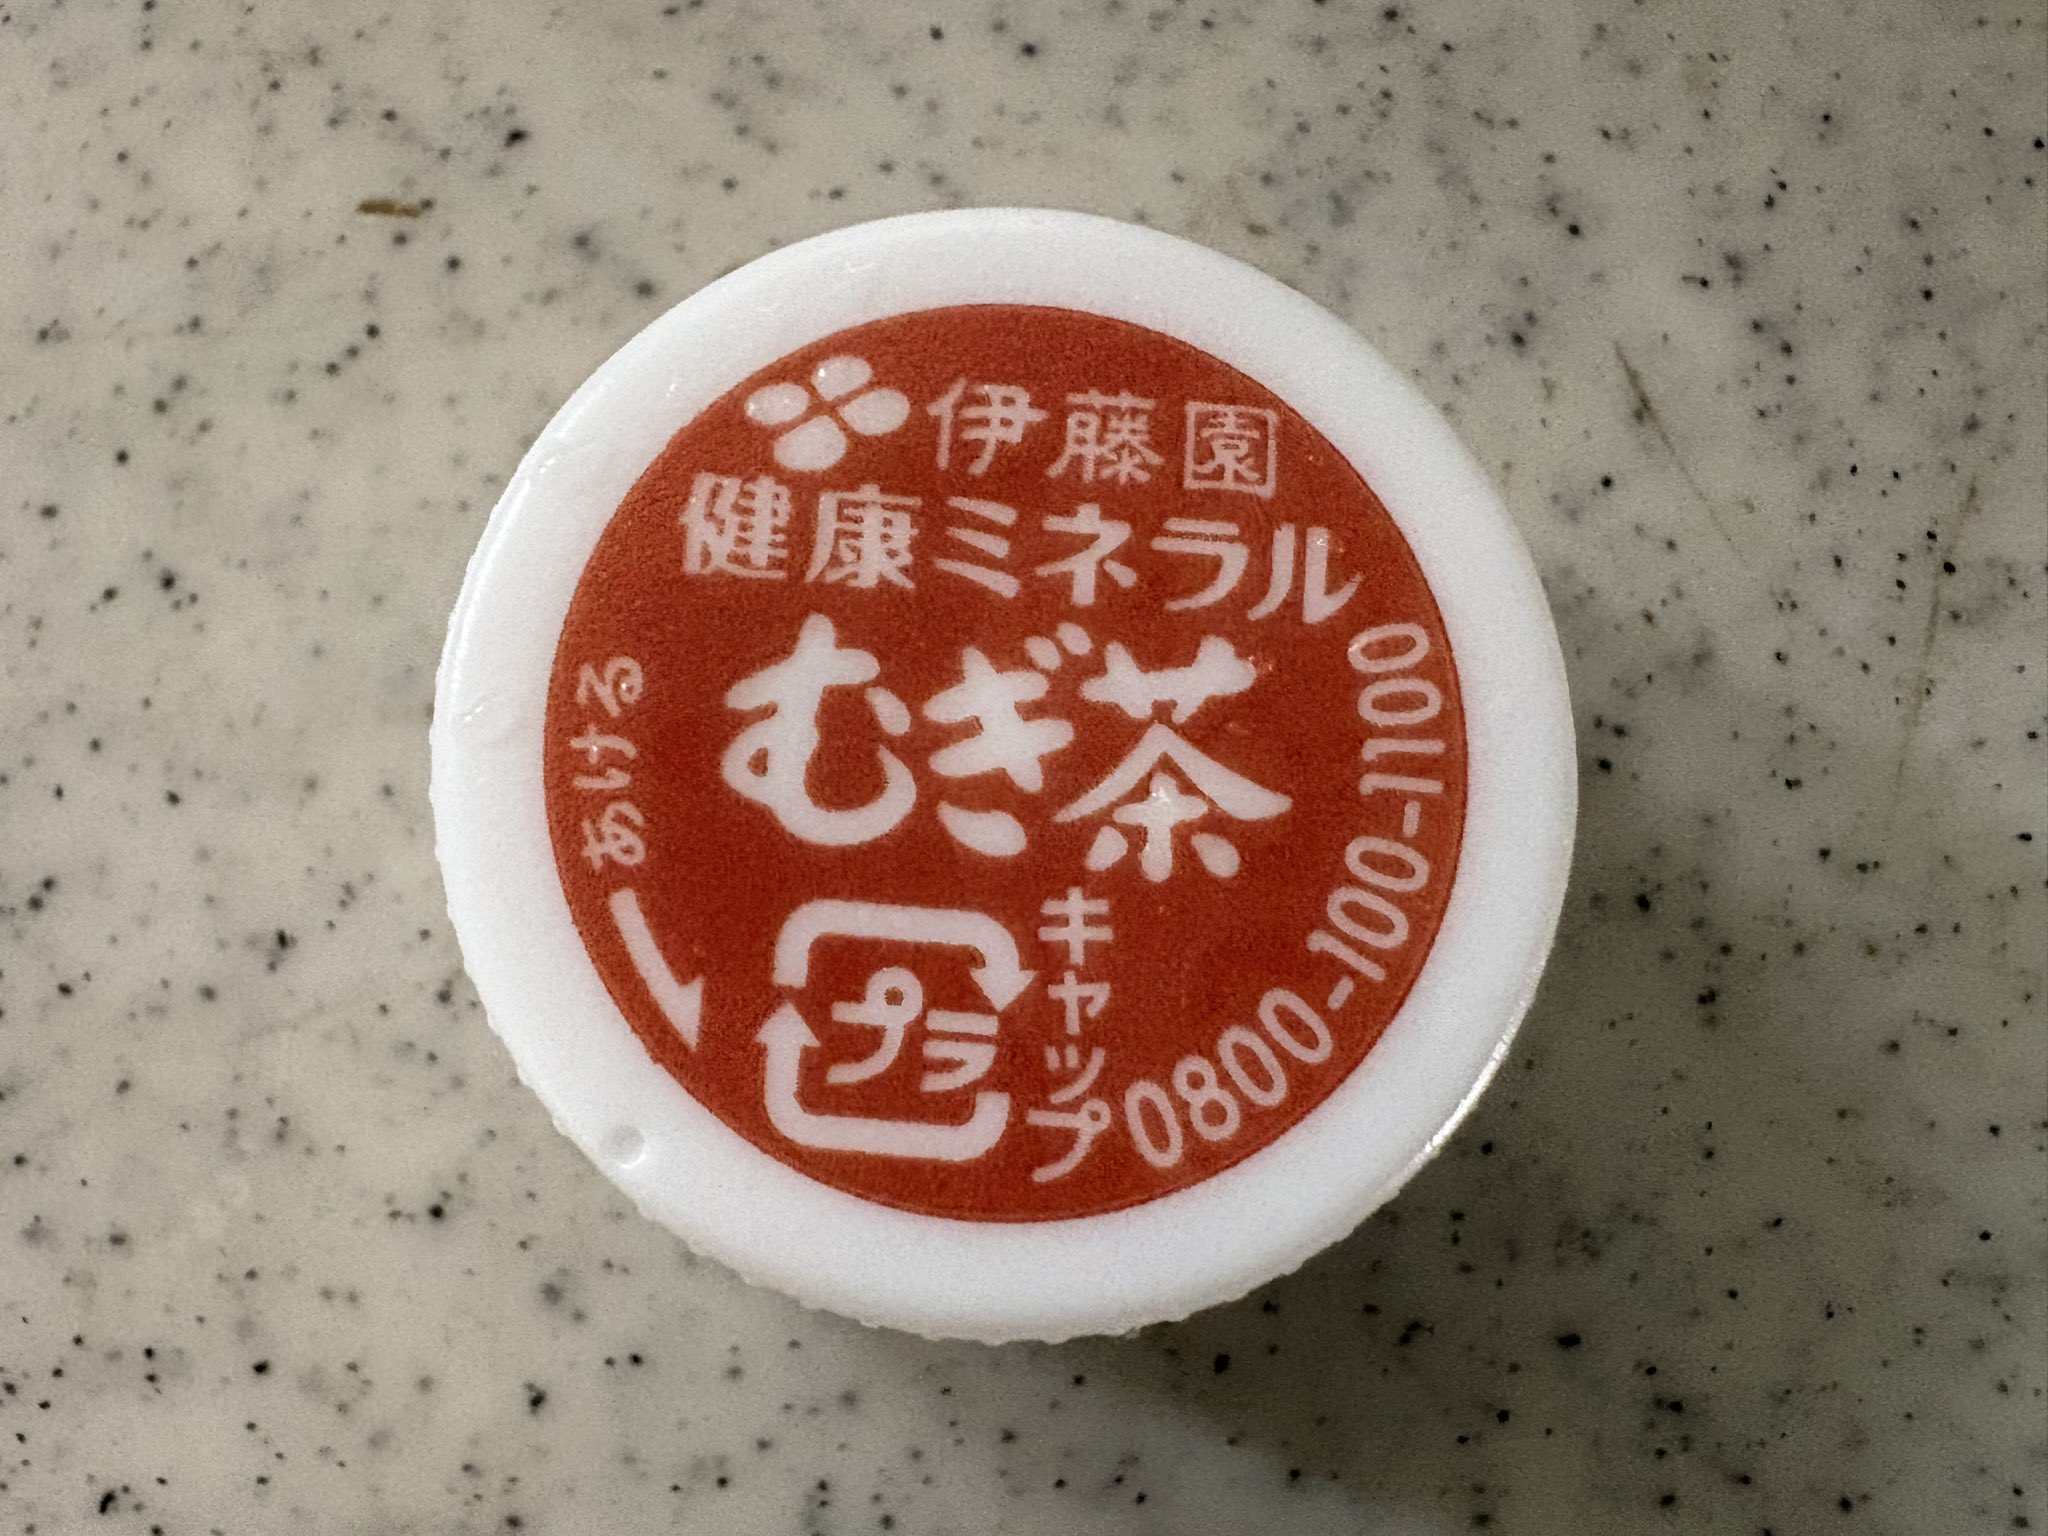 伊藤園
健康ミネラル
むぎ茶
あける
プラ
キャップ
0800-100-1100